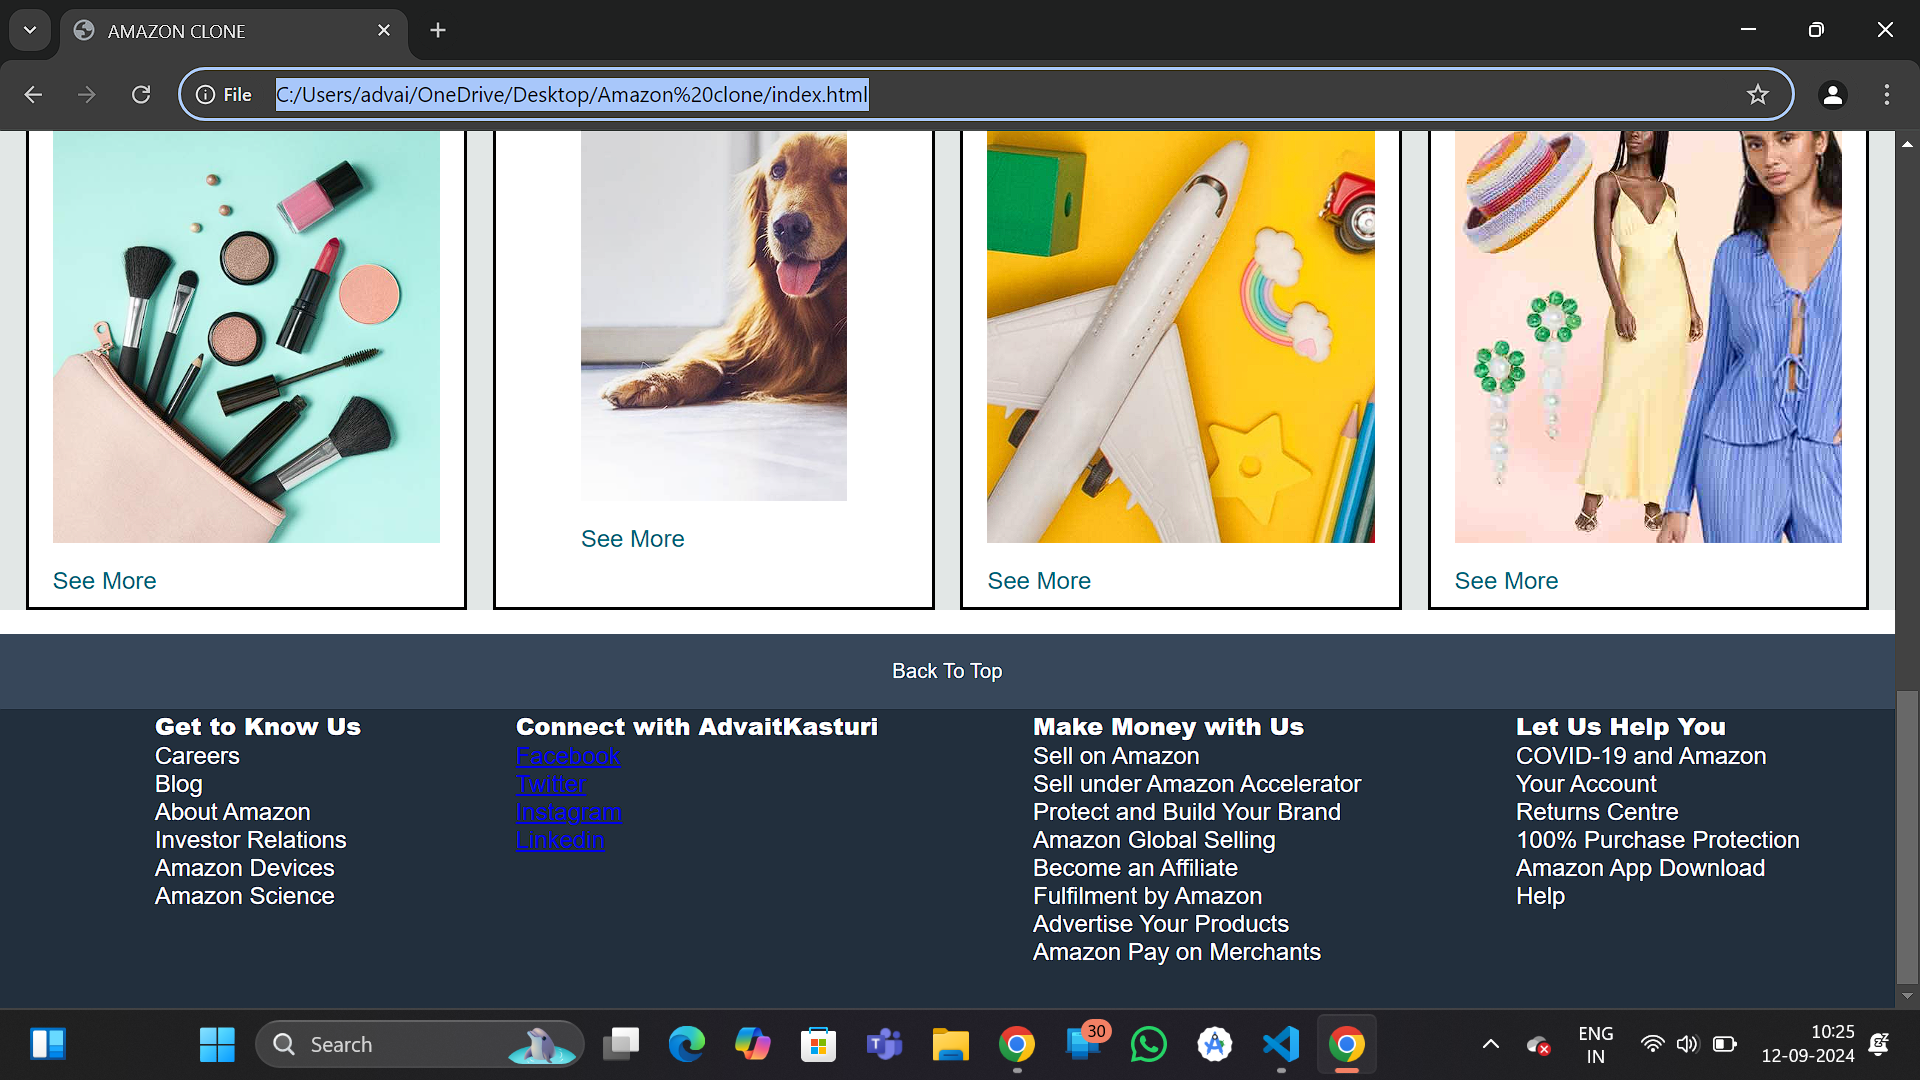 AMAZON CLONE
File C:/Users/advai/OneDrive/Desktop/Amazon%20clone/index.html
See More
See More
See More
See More
Back To Top
Get to Know Us
Careers
Blog
About Amazon
Investor Relations
Amazon Devices
Amazon Science
Connect with AdvaitKasturi
Facebook
Twitter
Instagram
Linkedin
Make Money with Us
Sell on Amazon
Sell under Amazon Accelerator
Protect and Build Your Brand
Amazon Global Selling
Become an Affiliate
Fulfilment by Amazon
Advertise Your Products
Amazon Pay on Merchants
Let Us Help You
COVID-19 and Amazon
Your Account
Returns Centre
100% Purchase Protection
Amazon App Download
Help
Search
30
ENG
IN
10:25
12-09-2024